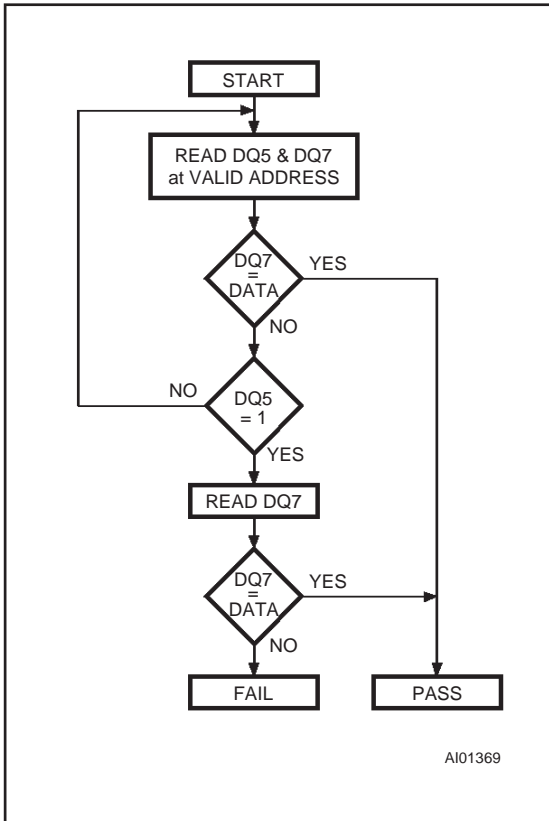 START
READ DQ5 & DQ7
at VALID ADDRESS
DQ7
=
DATA
YES
NO
NO
DQ5
= 1
YES
READ DQ7
DQ7
=
DATA
YES
NO
FAIL
PASS
AI01369